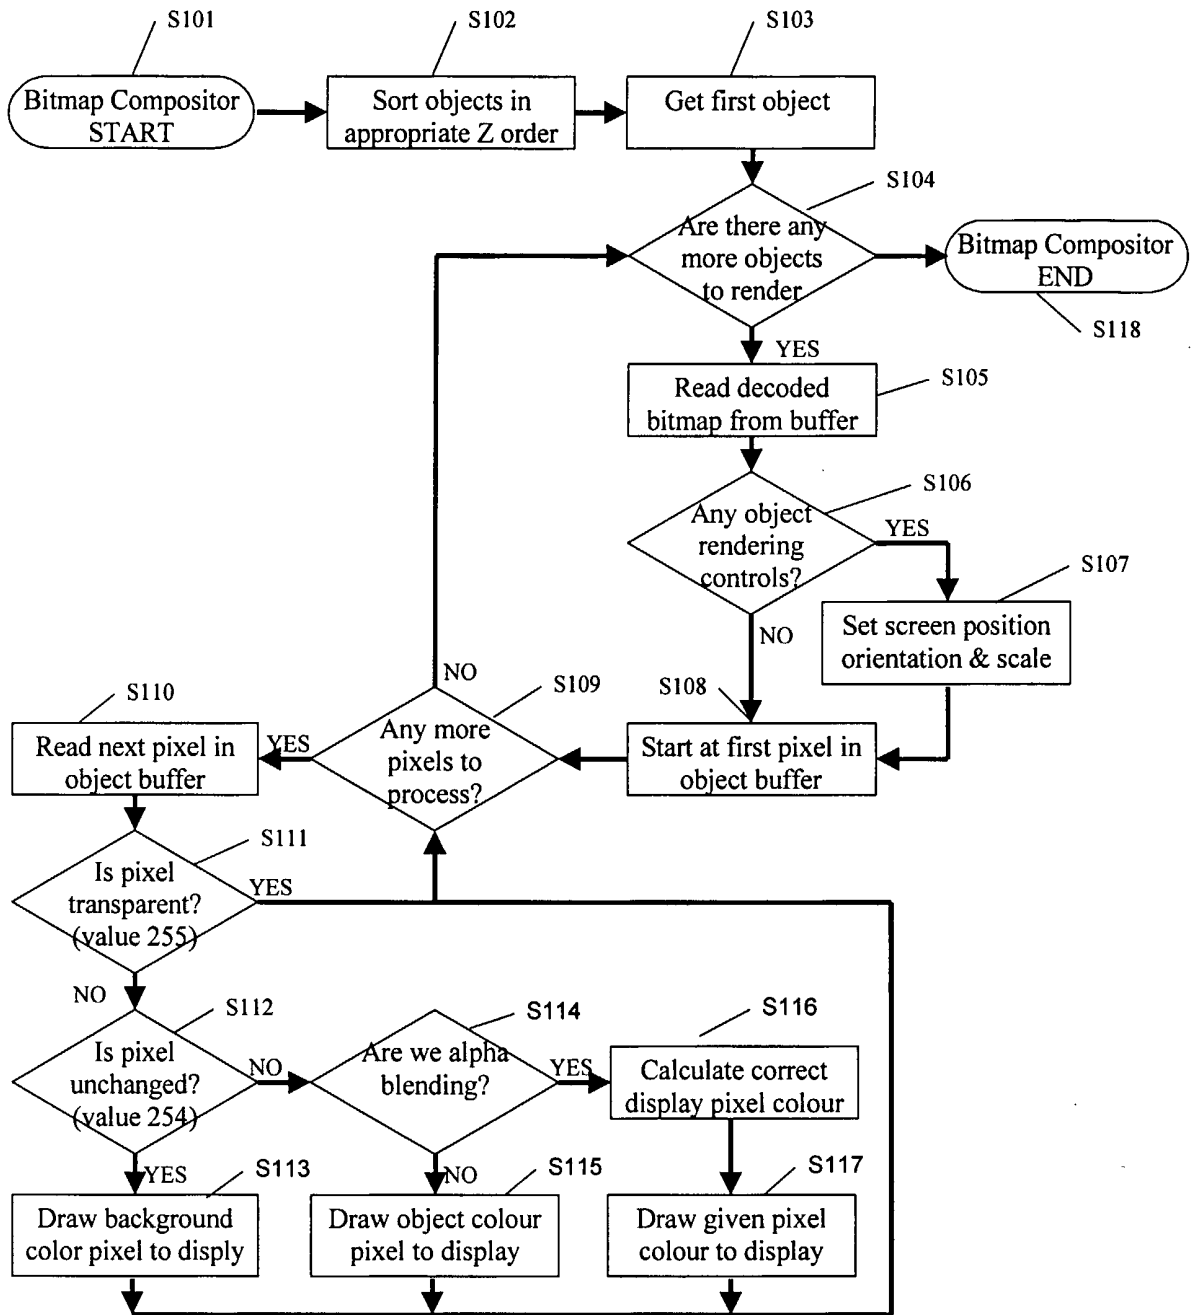 S101
S102
S103
Bitmap Compositor
START
Sort objects in
appropriate Z order
Get first object
S104
Are there any
more objects
to render
Bitmap Compositor
END
S118
YES
Read decoded
bitmap from buffer
S105
S106
Any object
rendering
controls?
YES
S107
NO
Set screen position
orientation & scale
NO
S109
S108
S110
Read next pixel in
object buffer
YES
Any more
pixels to
process?
Start at first pixel in
object buffer
S111
Is pixel
transparent?
(value 255)
YES
NO
S112
S114
S116
Is pixel
unchanged?
(value 254)
NO
Are we alpha
blending?
YES
Calculate correct
display pixel colour
YES
S113
NO
S115
S117
Draw background
color pixel to disply
Draw object colour
pixel to display
Draw given pixel
colour to display